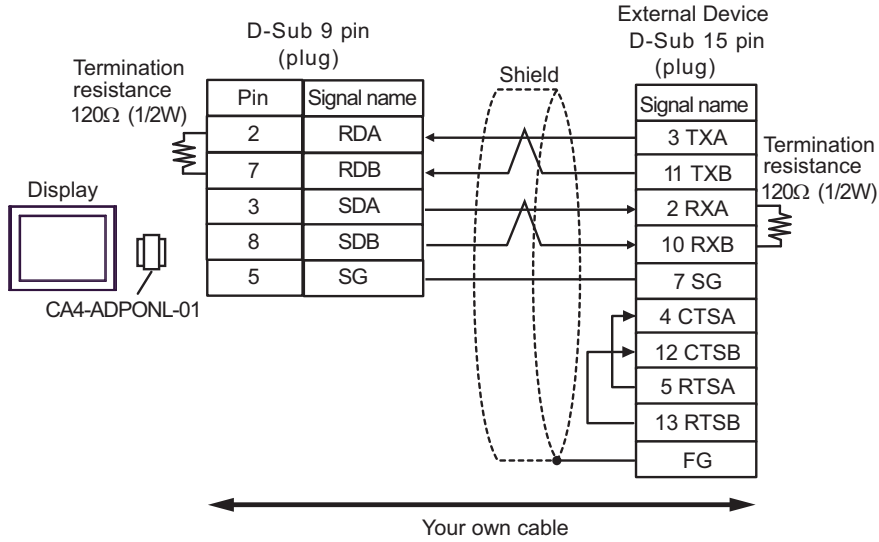 External Device
D-Sub 9 pin
(plug)
D-Sub 15 pin
(plug)
Termination
resistance
120Ω (1/2W)
Shield
Pin Signal name
Signal name
2 RDA
3 TXA
7 RDB
11 TXB
Termination
resistance
120Ω (1/2W)
Display
3 SDA
2 RXA
8 SDB
10 RXB
5 SG
7 SG
CA4-ADPONL-01
4 CTSA
12 CTSB
5 RTSA
13 RTSB
FG
Your own cable